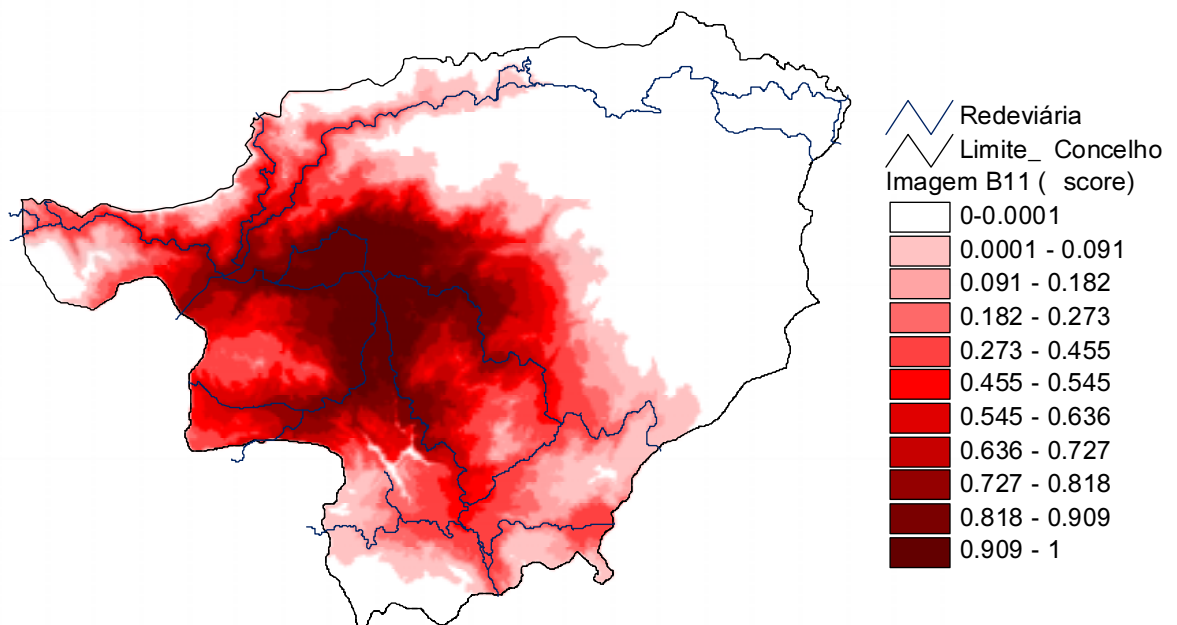 Redeviária
Limite_ Concelho
Imagem B11 ( score)
0-0.0001
0.0001 - 0.091
0.091 - 0.182
0.182 - 0.273
0.273 - 0.455
0.455 - 0.545
0.545 - 0.636
0.636 - 0.727
0.727 - 0.818
0.818 - 0.909
0.909 - 1